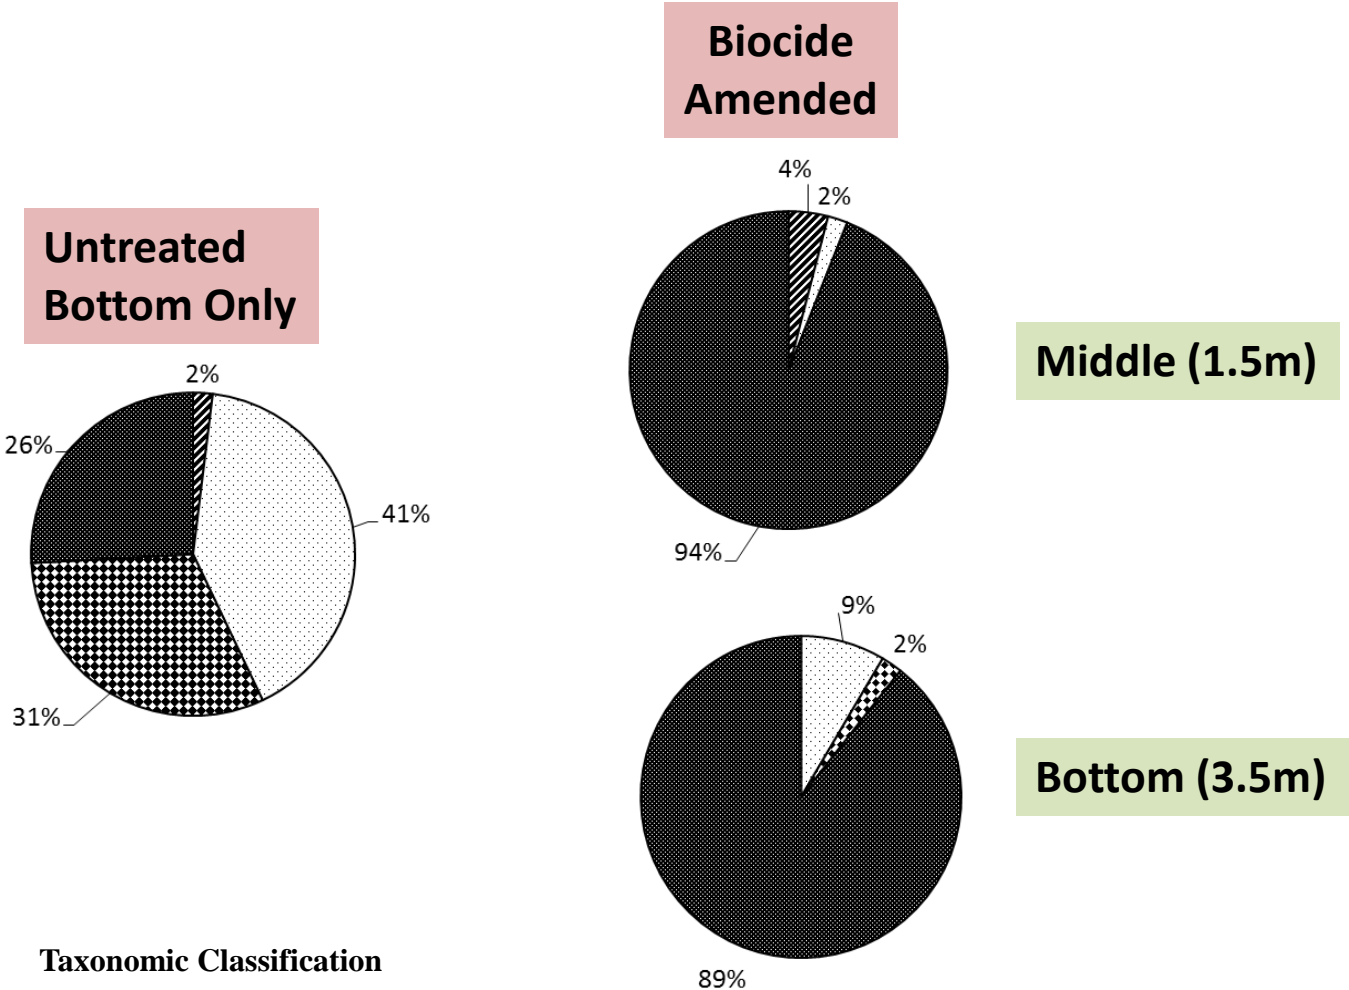 Biocide
Amended
4%
2%
Untreated
Bottom Only
2%
26%
41%
31%
94%
Middle (1.5m)
9%
2%
89%
Bottom (3.5m)
Taxonomic Classification